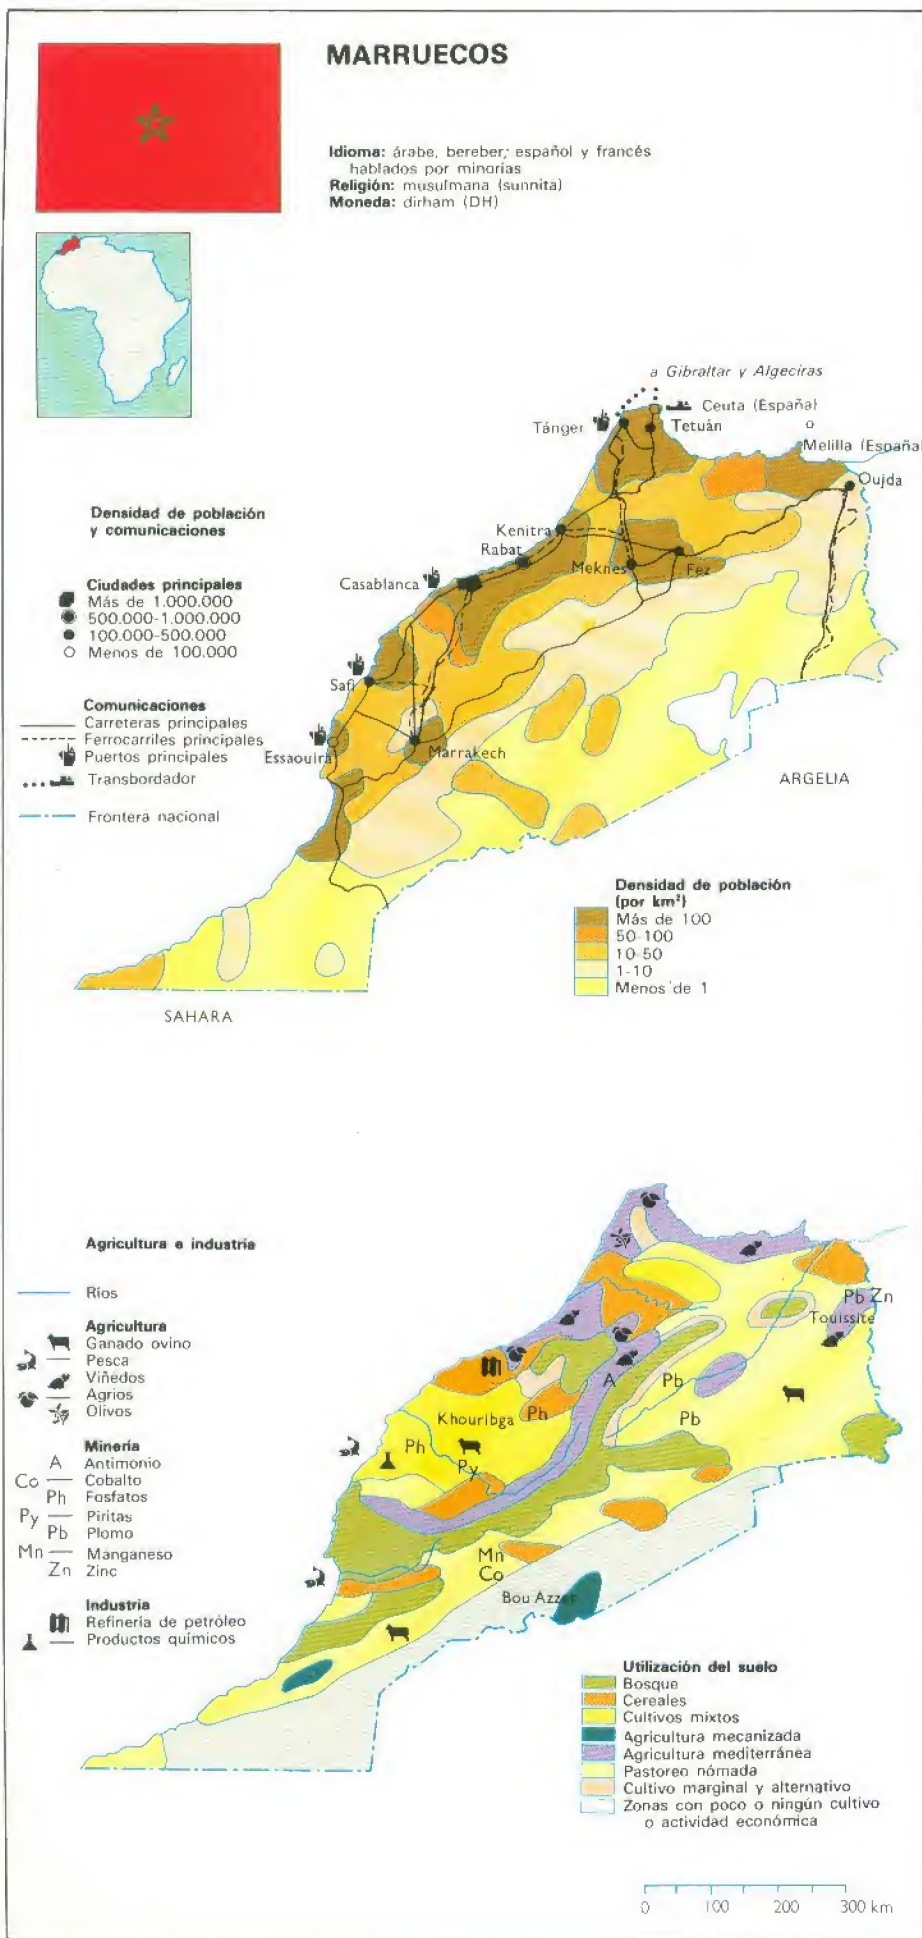 MARRUECOS
Idioma: árabe, bereber; español y francés
hablados por minorías
Religión: musulmana (sunnita)
Moneda: dirham (DH)
a Gibraltar y Algeciras
Ceuta (España)
Tánger
Tetuán
Melilla (España)
Oujda
Kenitra
Rabat
Meknes
Fez
Casablanca
Safi
Essaouira
Marrakech
ARGELIA
SAHARA
Densidad de población
y comunicaciones
Ciudades principales
Más de 1.000.000
500.000-1.000.000
100.000-500.000
Menos de 100.000
Comunicaciones
Carreteras principales
Ferrocarriles principales
Puertos principales
Transbordador
Frontera nacional
Densidad de población
(por km²)
Más de 100
50-100
10-50
1-10
Menos de 1
Agricultura e industria
Ríos
Agricultura
Ganado ovino
Pesca
Viñedos
Agrios
Olivos
Minería
A Antimonio
Co Cobalto
Ph Fosfatos
Py Piritas
Pb Plomo
Mn Manganeso
Zn Zinc
Industria
Refinería de petróleo
Productos químicos
Pb Zn
Touissite
A
Pb
Khouribga
Ph
Pb
Ph
Py
Mn
Co
Bou Azzer
Utilización del suelo
Bosque
Cereales
Cultivos mixtos
Agricultura mecanizada
Agricultura mediterránea
Pastoreo nómada
Cultivo marginal y alternativo
Zonas con poco o ningún cultivo
o actividad económica
0 100 200 300 km